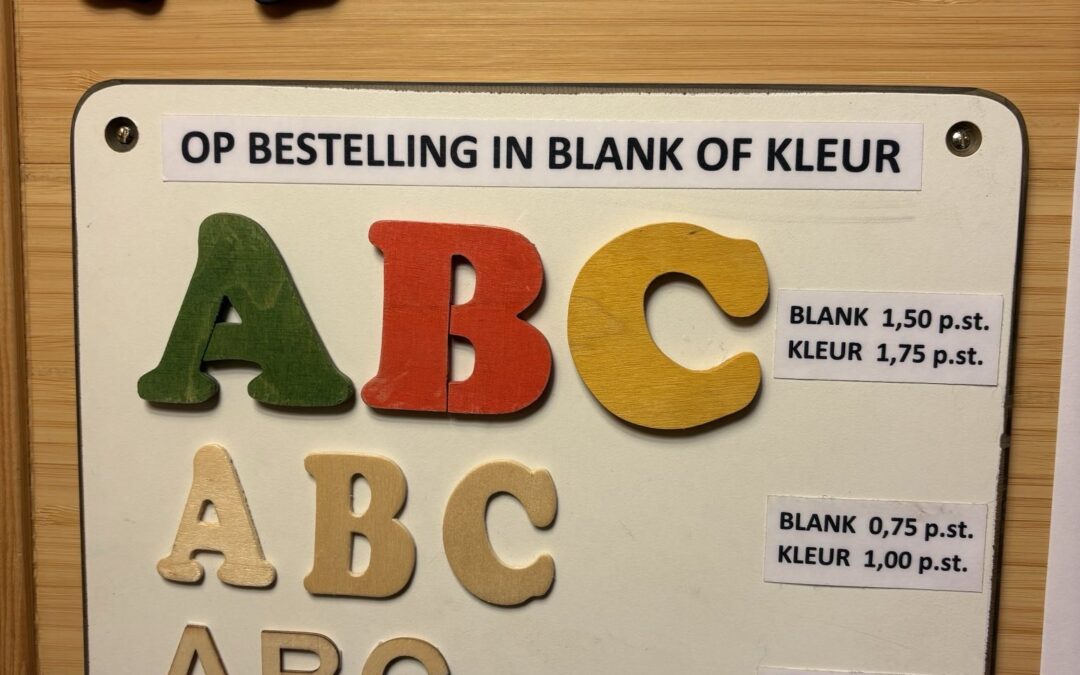 OP BESTELLING IN BLANK OF KLEUR
ABC
BLANK 1,50 p.st.
KLEUR 1,75 p.st.
ABC
BLANK 0,75 p.st.
KLEUR 1,00 p.st.
ABC